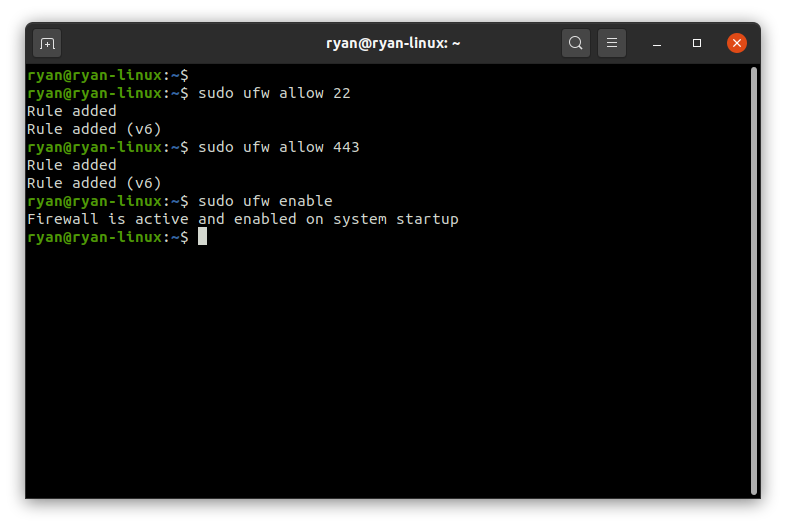 ryan@ryan-linux: ~
ryan@ryan-linux:~$
ryan@ryan-linux:~$ sudo ufw allow 22
Rule added
Rule added (v6)
ryan@ryan-linux:~$ sudo ufw allow 443
Rule added
Rule added (v6)
ryan@ryan-linux:~$ sudo ufw enable
Firewall is active and enabled on system startup
ryan@ryan-linux:~$